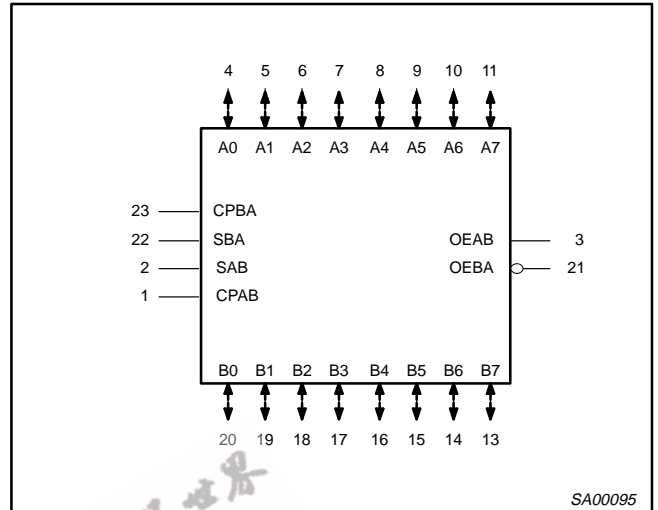 4 5 6 7 8 9 10 11
A0 A1 A2 A3 A4 A5 A6 A7
23 CPBA
22 SBA OEAB 3
2 SAB OEBA 21
1 CPAB
B0 B1 B2 B3 B4 B5 B6 B7
20 19 18 17 16 15 14 13
世界
SA00095